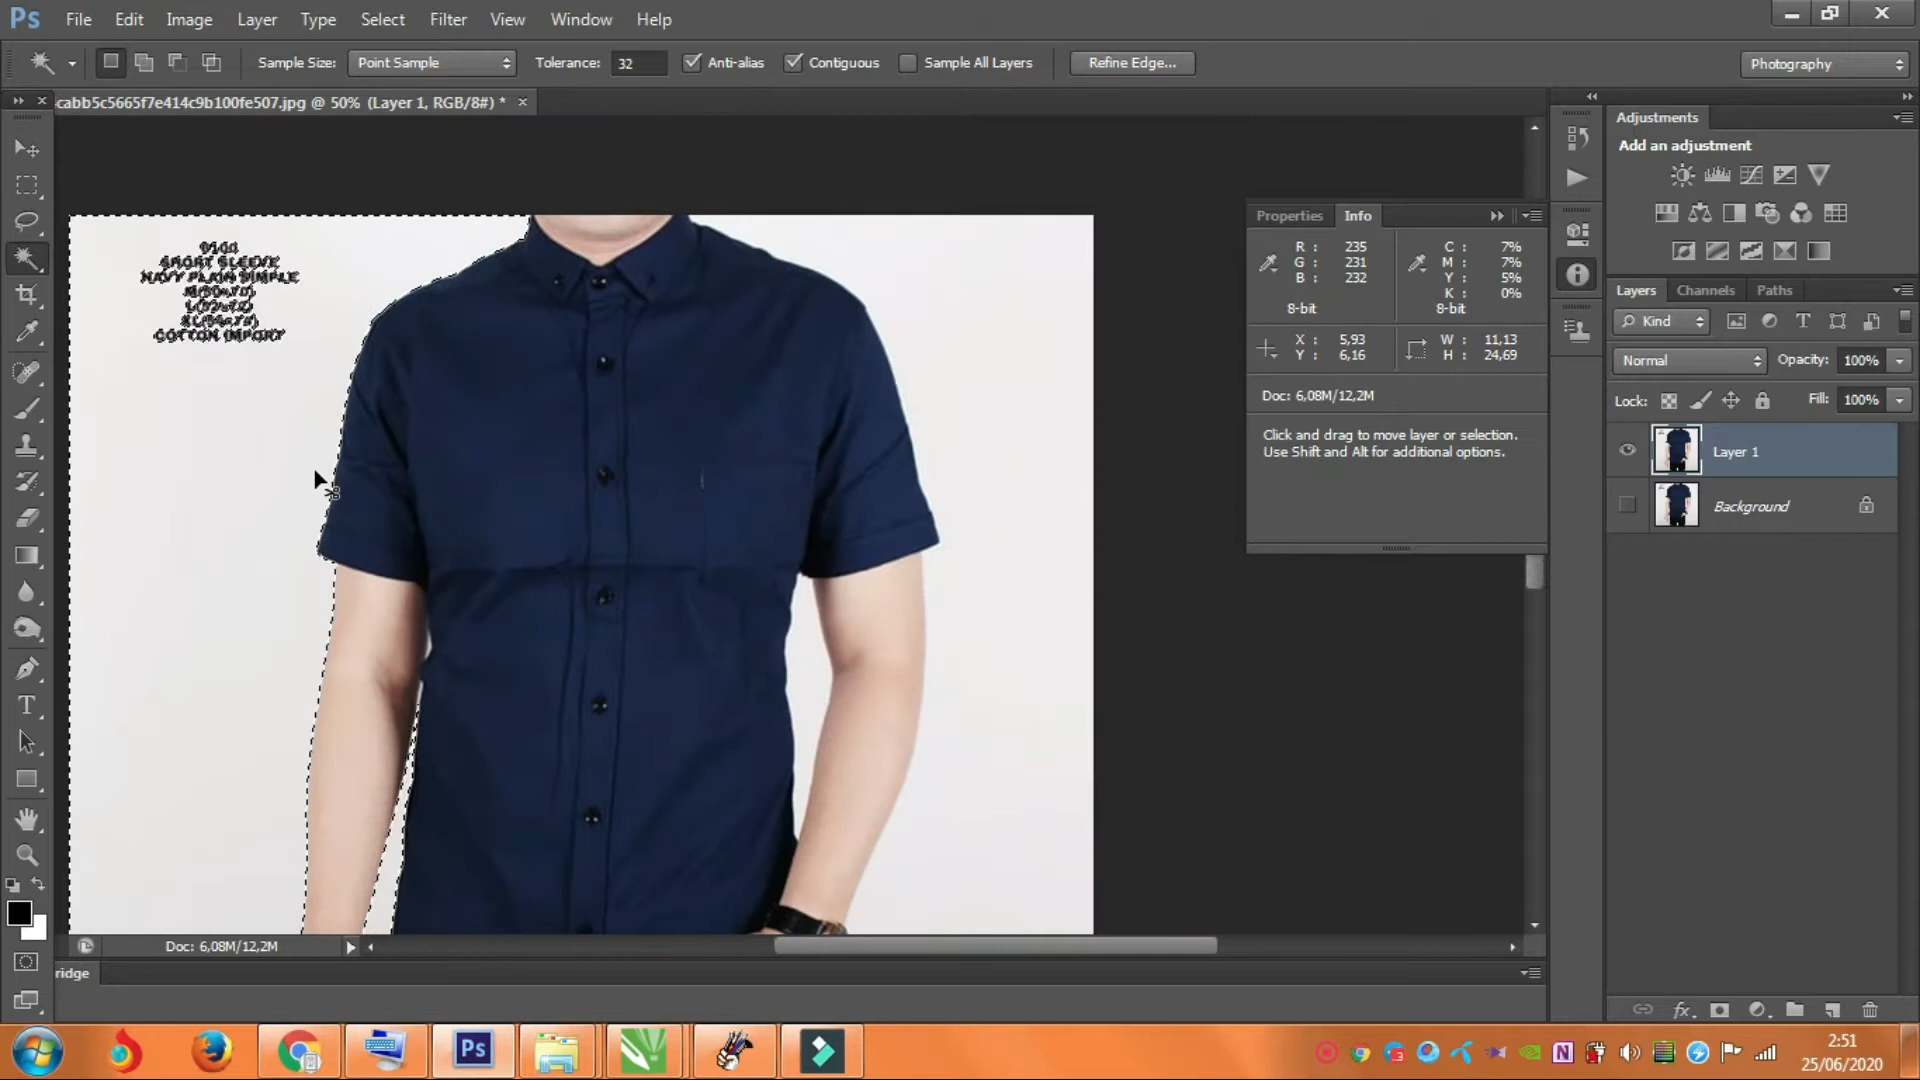 Ps File Edit Image Layer Type Select Filter View Window Help
Sample Size: Point Sample Tolerance: 32 Anti-alias Contiguous Sample All Layers Refine Edge... Photography
cabb5c5665f7e414c9b100fe507.jpg @ 50% (Layer 1, RGB/8#) * ×
SHORT SLEEVE
NAVY PLAIN SIMPLE
COTTON IMPORT
Properties Info
R : 235 C : 7%
G : 231 M : 7%
B : 232 Y : 5%
K : 0%
8-bit 8-bit
X : 5,93 W : 11,13
Y : 6,16 H : 24,69
Doc: 6,08M/12,2M
Click and drag to move layer or selection.
Use Shift and Alt for additional options.
Adjustments
Add an adjustment
Layers Channels Paths
Kind
Normal Opacity: 100%
Lock: Fill: 100%
Layer 1
Background
Doc: 6,08M/12,2M
ridge
Ps
2:51
25/06/2020